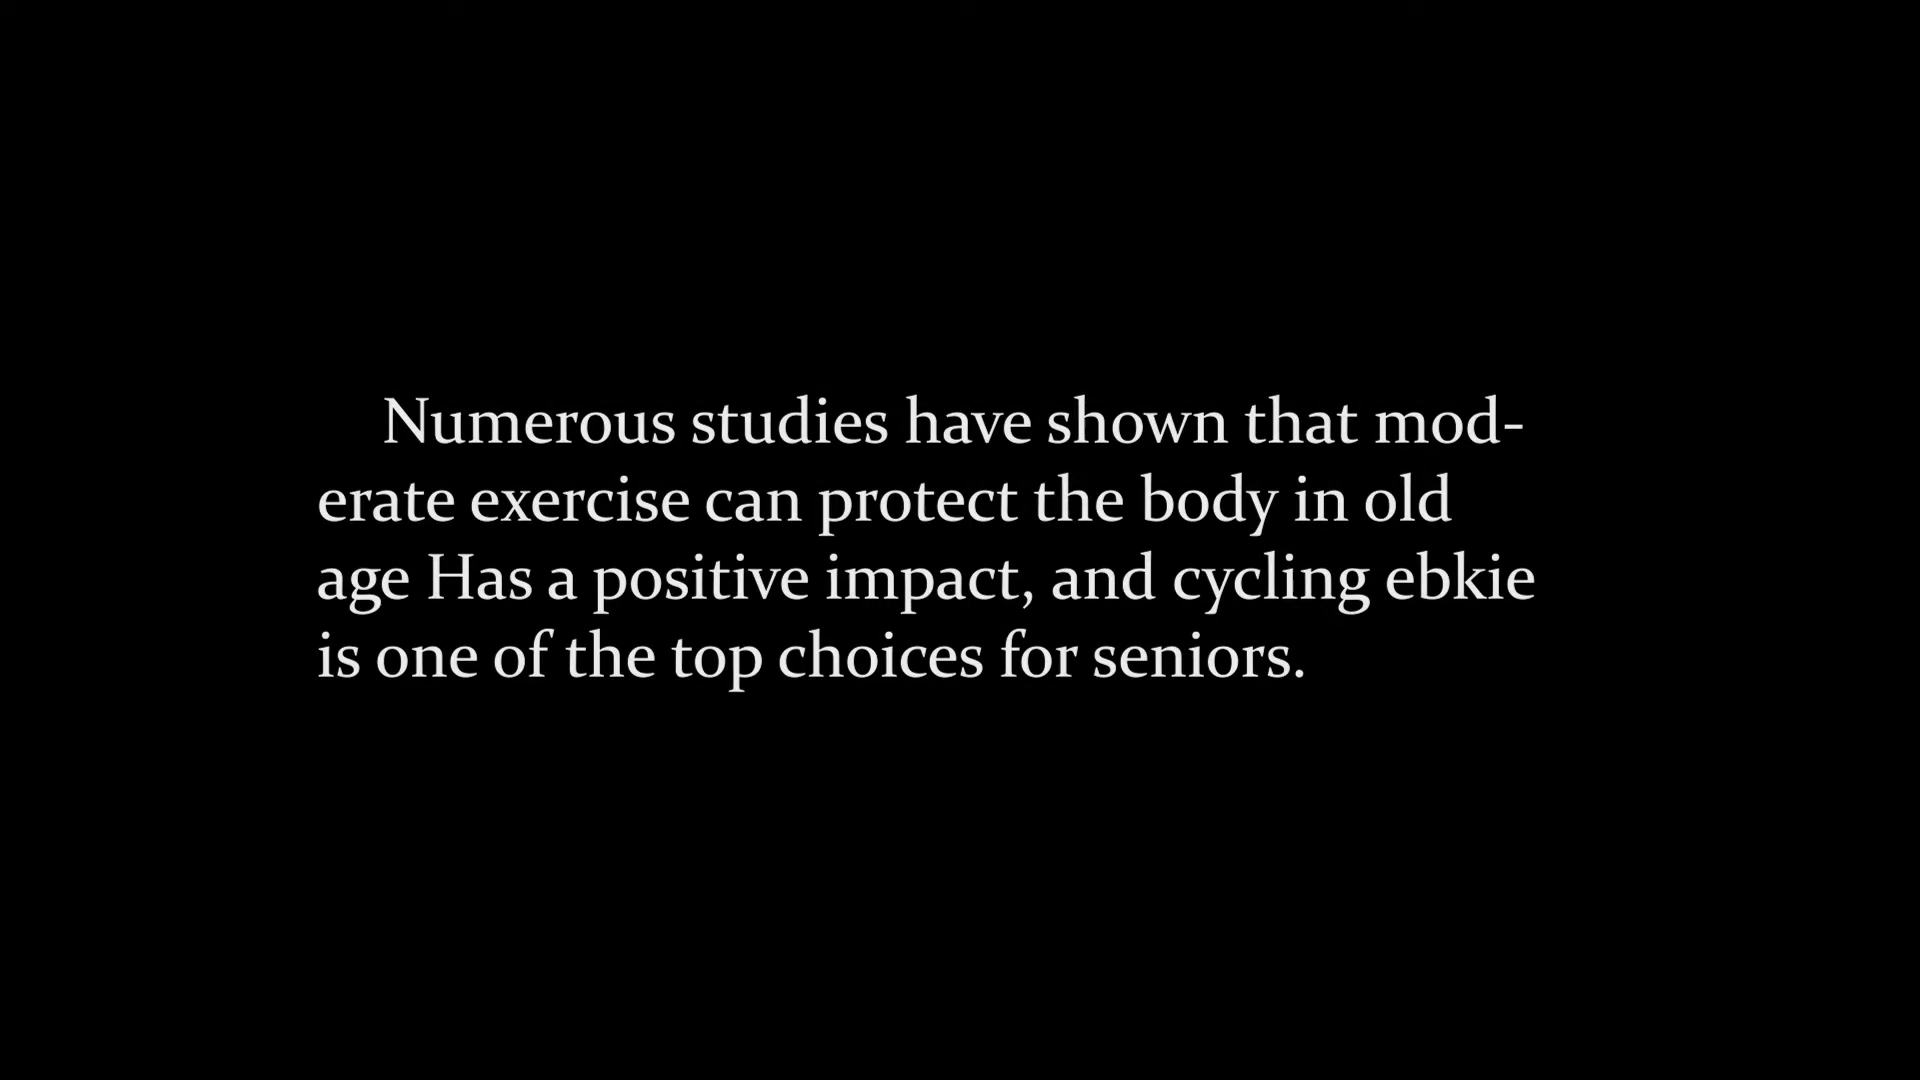 Numerous studies have shown that mod-
erate exercise can protect the body in old
age Has a positive impact, and cycling ebkie
is one of the top choices for seniors.